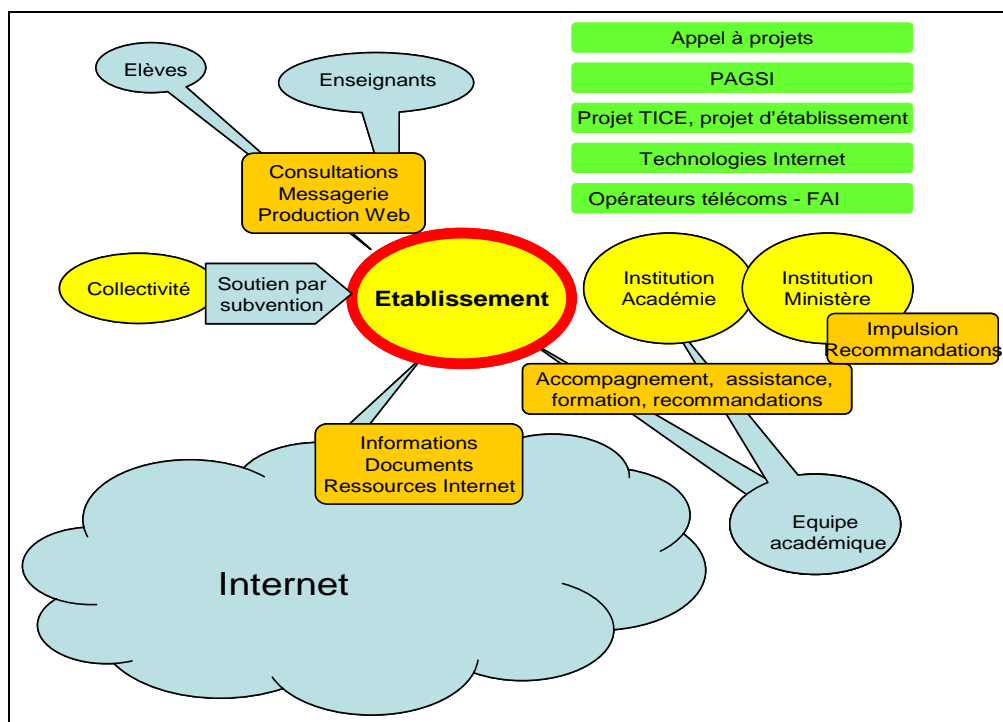 Appel à projets
Elèves
Enseignants
PAGSI
Projet TICE, projet d'établissement
Technologies Internet
Consultations
Messagerie
Production Web
Opérateurs télécoms - FAI
Collectivité
Soutien par
subvention
Etablissement
Institution
Académie
Institution
Ministère
Impulsion
Recommandations
Accompagnement, assistance,
formation, recommandations
Informations
Documents
Ressources Internet
Equipe
académique
Internet